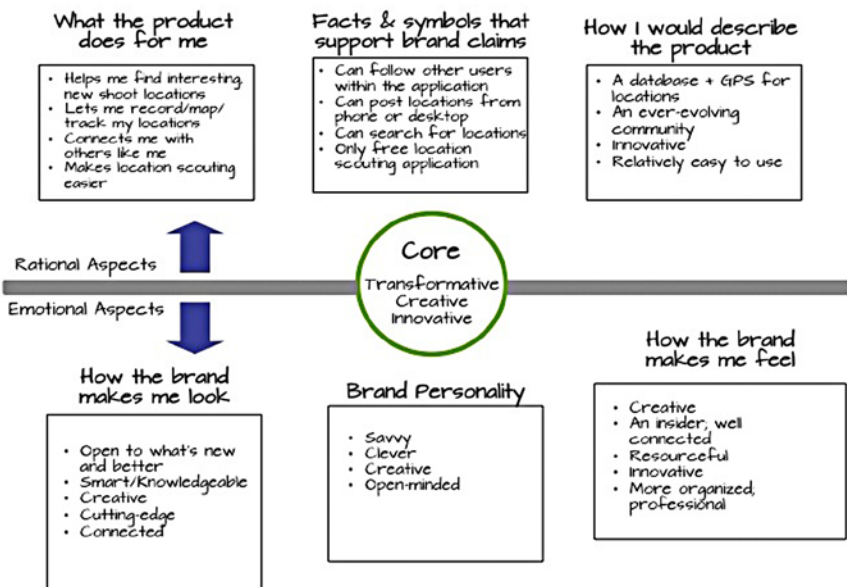 What the product
does for me
• Helps me find interesting,
new shoot locations
• Lets me record/map/
track my locations
• Connects me with
others like me
• Makes location scouting
easier
Facts & symbols that
support brand claims
• Can follow other users
within the application
• Can post locations from
phone or desktop
• Can search for locations
• Only free location
scouting application
How I would describe
the product
• A database + GPS for
locations
• An ever-evolving
community
• Innovative
• Relatively easy to use
Rational Aspects
Core
Transformative
Creative
Innovative
Emotional Aspects
How the brand
makes me look
• Open to what's new
and better
• Smart/Knowledgeable
• Creative
• Cutting-edge
• Connected
Brand Personality
• Savvy
• Clever
• Creative
• Open-minded
How the brand
makes me feel
• Creative
• An insider; well
connected
• Resourceful
• Innovative
• More organized,
professional